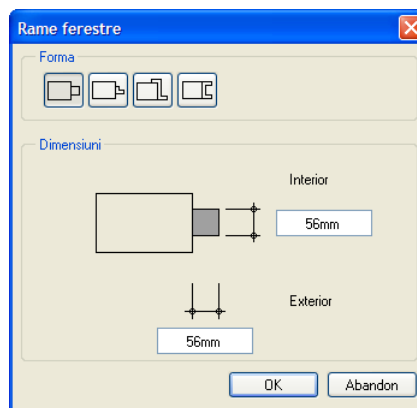 Rame ferestre
Forma
Dimensiuni
Interior
56mm
Exterior
56mm
OK
Abandon